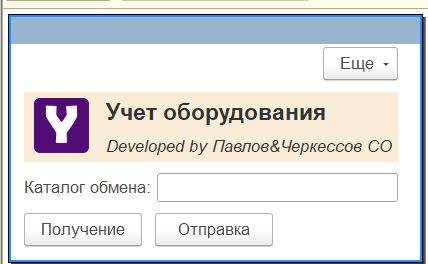 Еще
Учет оборудования
Developed by Павлов&Черкессов СО
Каталог обмена:
Получение Отправка